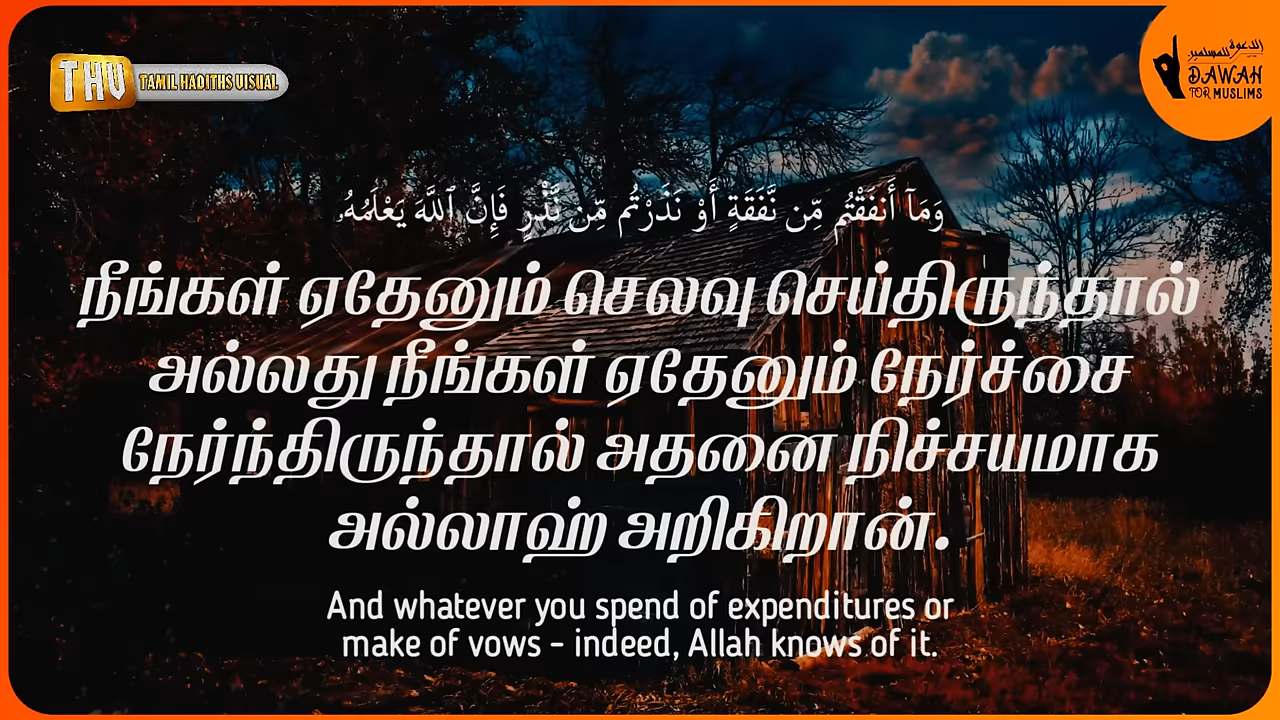 THV
TAMIL HADITHS VISUAL
الدعوة للمسلمين
DAWAH
FOR MUSLIMS
وَمَآ أَنفَقْتُم مِّن نَّفَقَةٍ أَوْ نَذَرْتُم مِّن نَّذْرٍ فَإِنَّ ٱللَّهَ يَعْلَمُهُۥ
நீங்கள் ஏதேனும் செலவு செய்திருந்தால்
அல்லது நீங்கள் ஏதேனும் நேர்ச்சை
நேர்ந்திருந்தால் அதனை நிச்சயமாக
அல்லாஹ் அறிகிறான்.
And whatever you spend of expenditures or
make of vows - indeed, Allah knows of it.